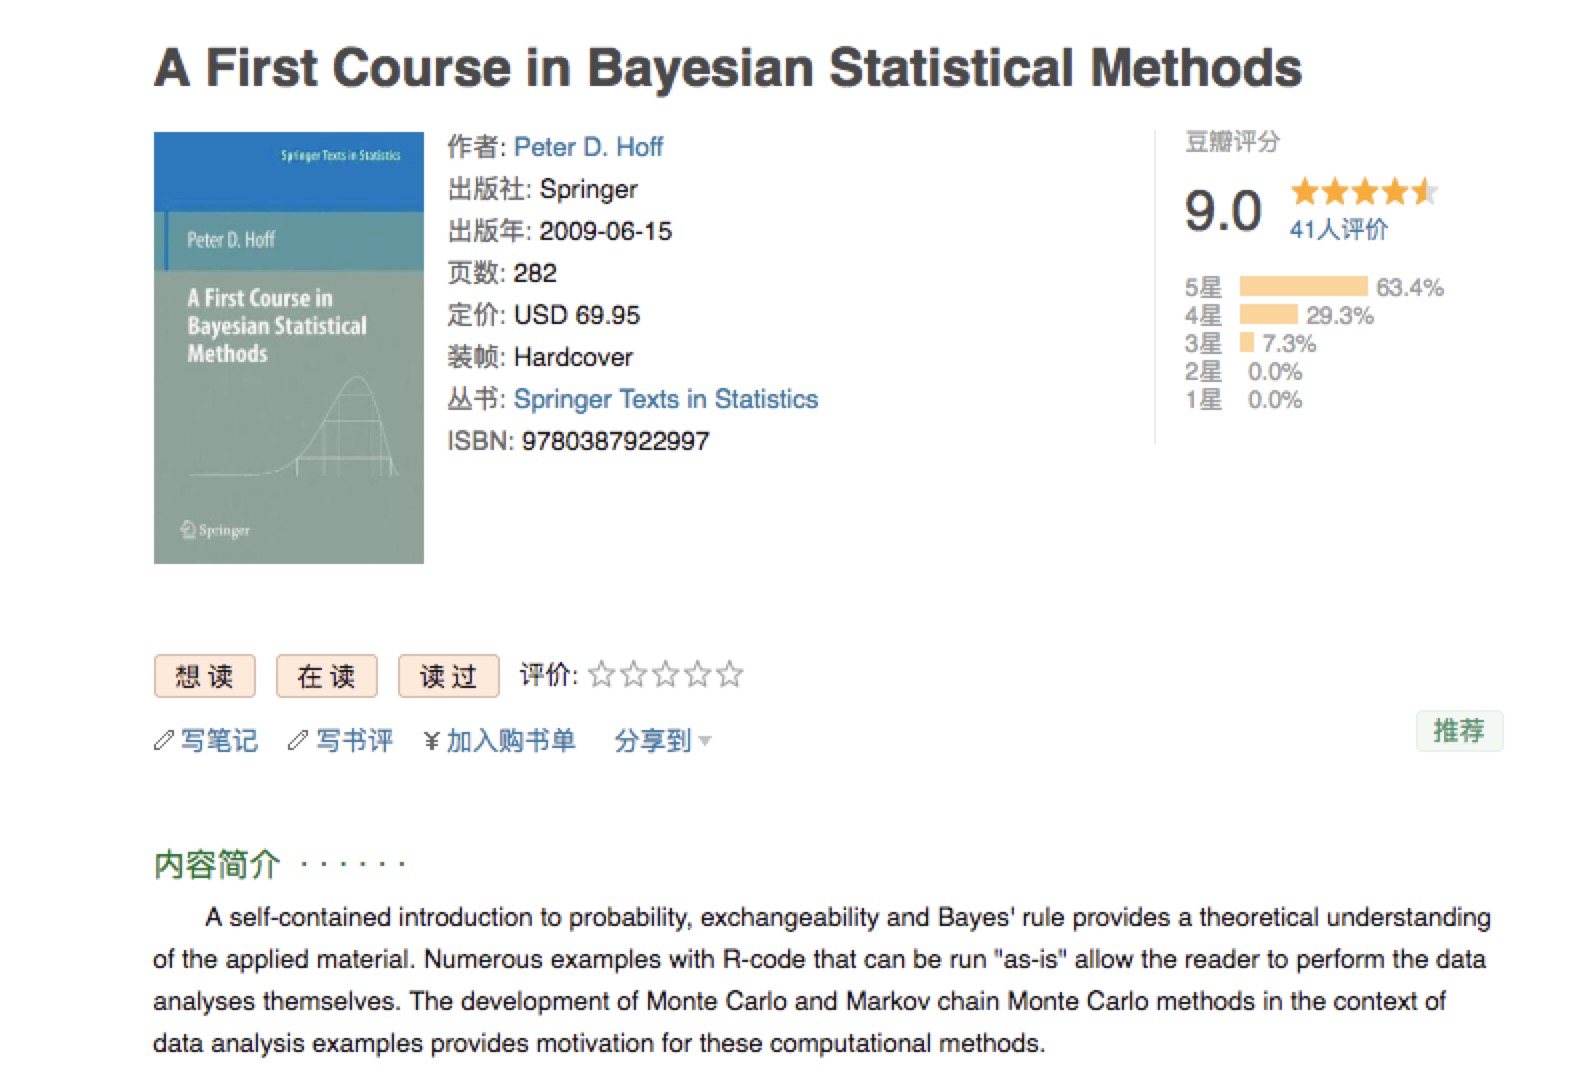 A First Course in Bayesian Statistical Methods
Springer Texts in Statistics
Peter D. Hoff
A First Course in
Bayesian Statistical
Methods
Springer
作者: Peter D. Hoff
出版社: Springer
出版年: 2009-06-15
页数: 282
定价: USD 69.95
装帧: Hardcover
丛书: Springer Texts in Statistics
ISBN: 9780387922997
豆瓣评分
9.0
41人评价
5星 63.4%
4星 29.3%
3星 7.3%
2星 0.0%
1星 0.0%
想读 在读 读过 评价:
写笔记 写书评 ¥ 加入购书单 分享到
推荐
内容简介 · · · · · ·
A self-contained introduction to probability, exchangeability and Bayes' rule provides a theoretical understanding
of the applied material. Numerous examples with R-code that can be run "as-is" allow the reader to perform the data
analyses themselves. The development of Monte Carlo and Markov chain Monte Carlo methods in the context of
data analysis examples provides motivation for these computational methods.